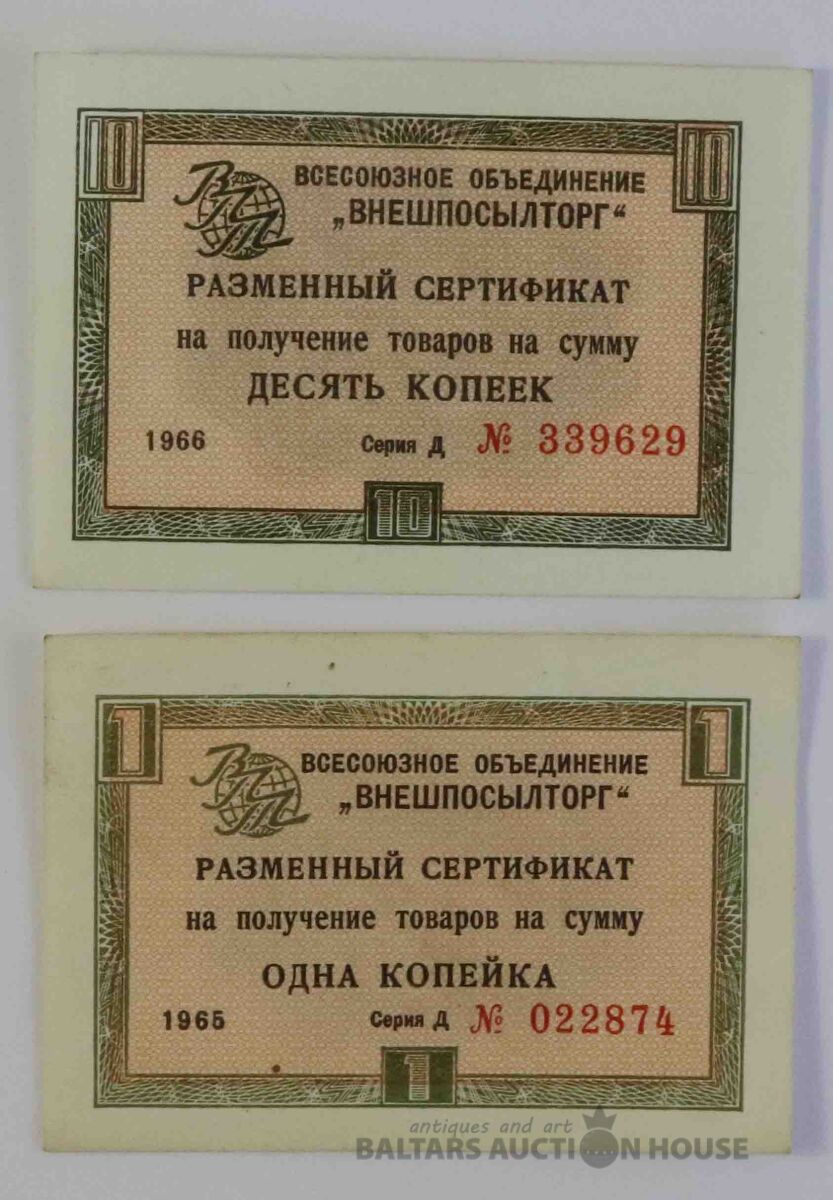 10 10
ВПТ
ВСЕСОЮЗНОЕ ОБЪЕДИНЕНИЕ
„ВНЕШПОСЫЛТОРГ“
РАЗМЕННЫЙ СЕРТИФИКАТ
на получение товаров на сумму
ДЕСЯТЬ КОПЕЕК
1966 Серия Д № 339629
10
1 1
ВПТ
ВСЕСОЮЗНОЕ ОБЪЕДИНЕНИЕ
„ВНЕШПОСЫЛТОРГ“
РАЗМЕННЫЙ СЕРТИФИКАТ
на получение товаров на сумму
ОДНА КОПЕЙКА
1965 Серия Д № 022874
1
antiques and art
BALTARS AUCTION HOUSE